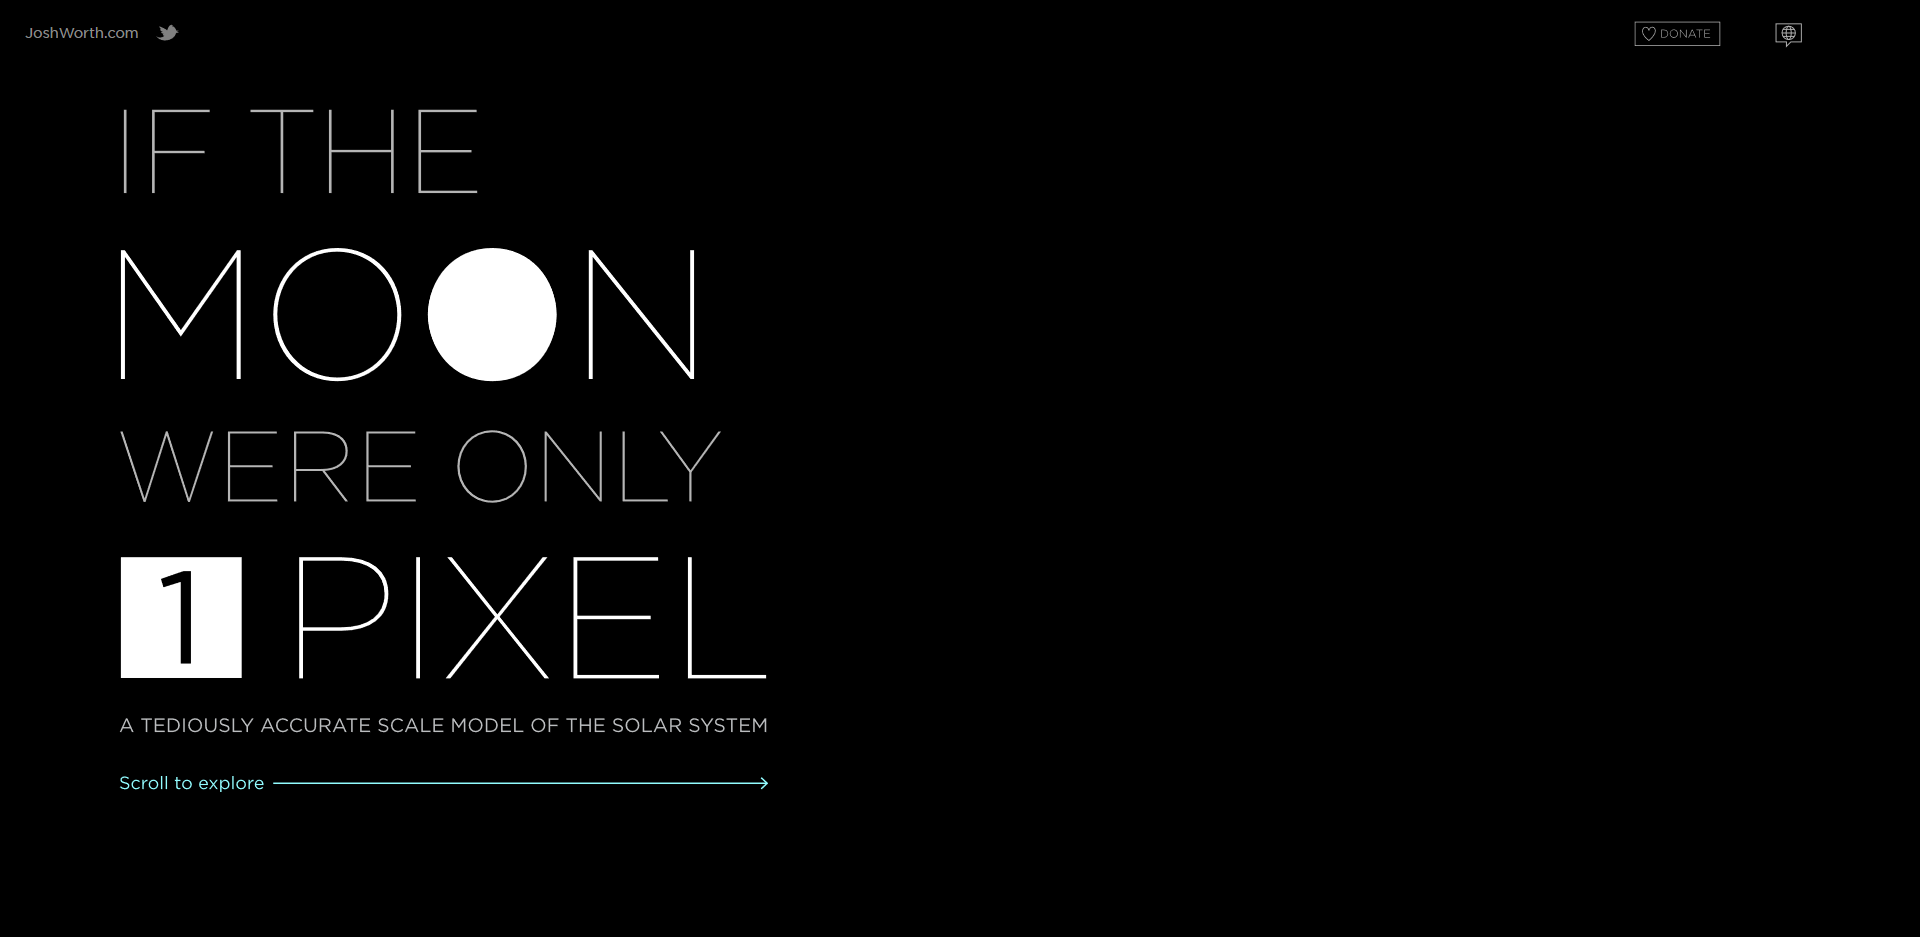 JoshWorth.com
DONATE
IF THE
MOON
WERE ONLY
1 PIXEL
A TEDIOUSLY ACCURATE SCALE MODEL OF THE SOLAR SYSTEM
Scroll to explore